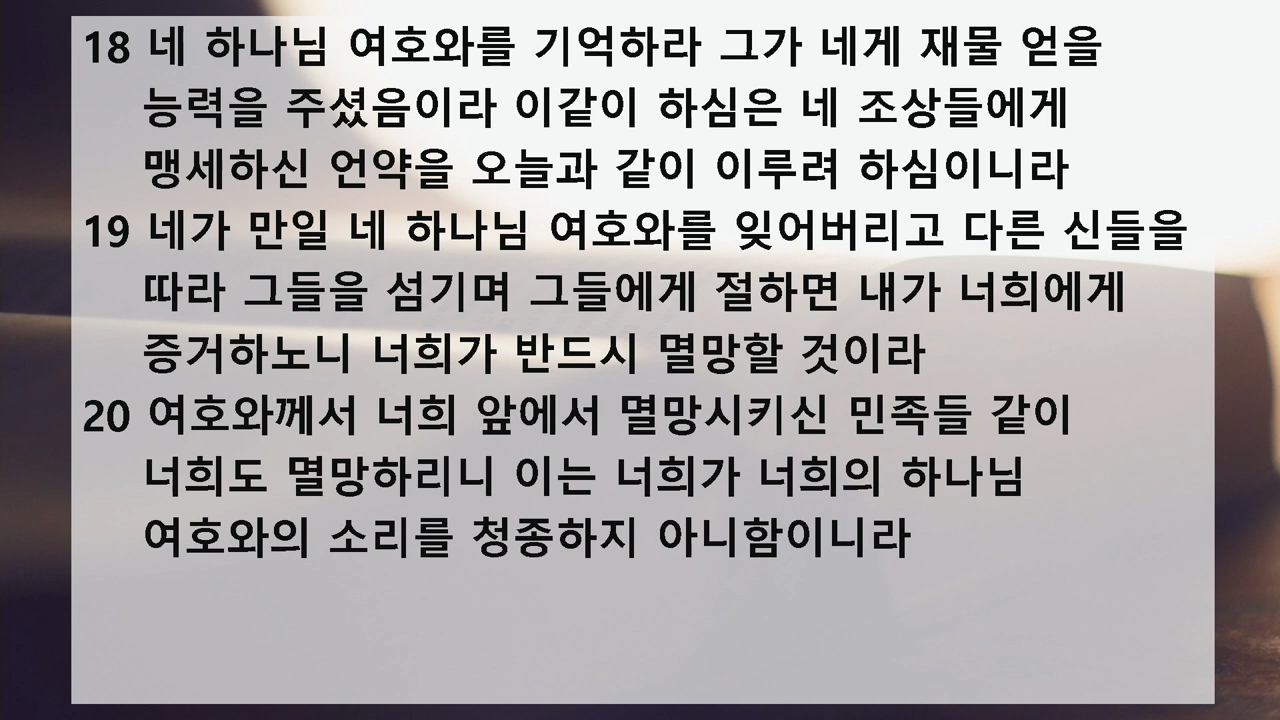 18 네 하나님 여호와를 기억하라 그가 네게 재물 얻을
능력을 주셨음이라 이같이 하심은 네 조상들에게
맹세하신 언약을 오늘과 같이 이루려 하심이니라
19 네가 만일 네 하나님 여호와를 잊어버리고 다른 신들을
따라 그들을 섬기며 그들에게 절하면 내가 너희에게
증거하노니 너희가 반드시 멸망할 것이라
20 여호와께서 너희 앞에서 멸망시키신 민족들 같이
너희도 멸망하리니 이는 너희가 너희의 하나님
여호와의 소리를 청종하지 아니함이니라